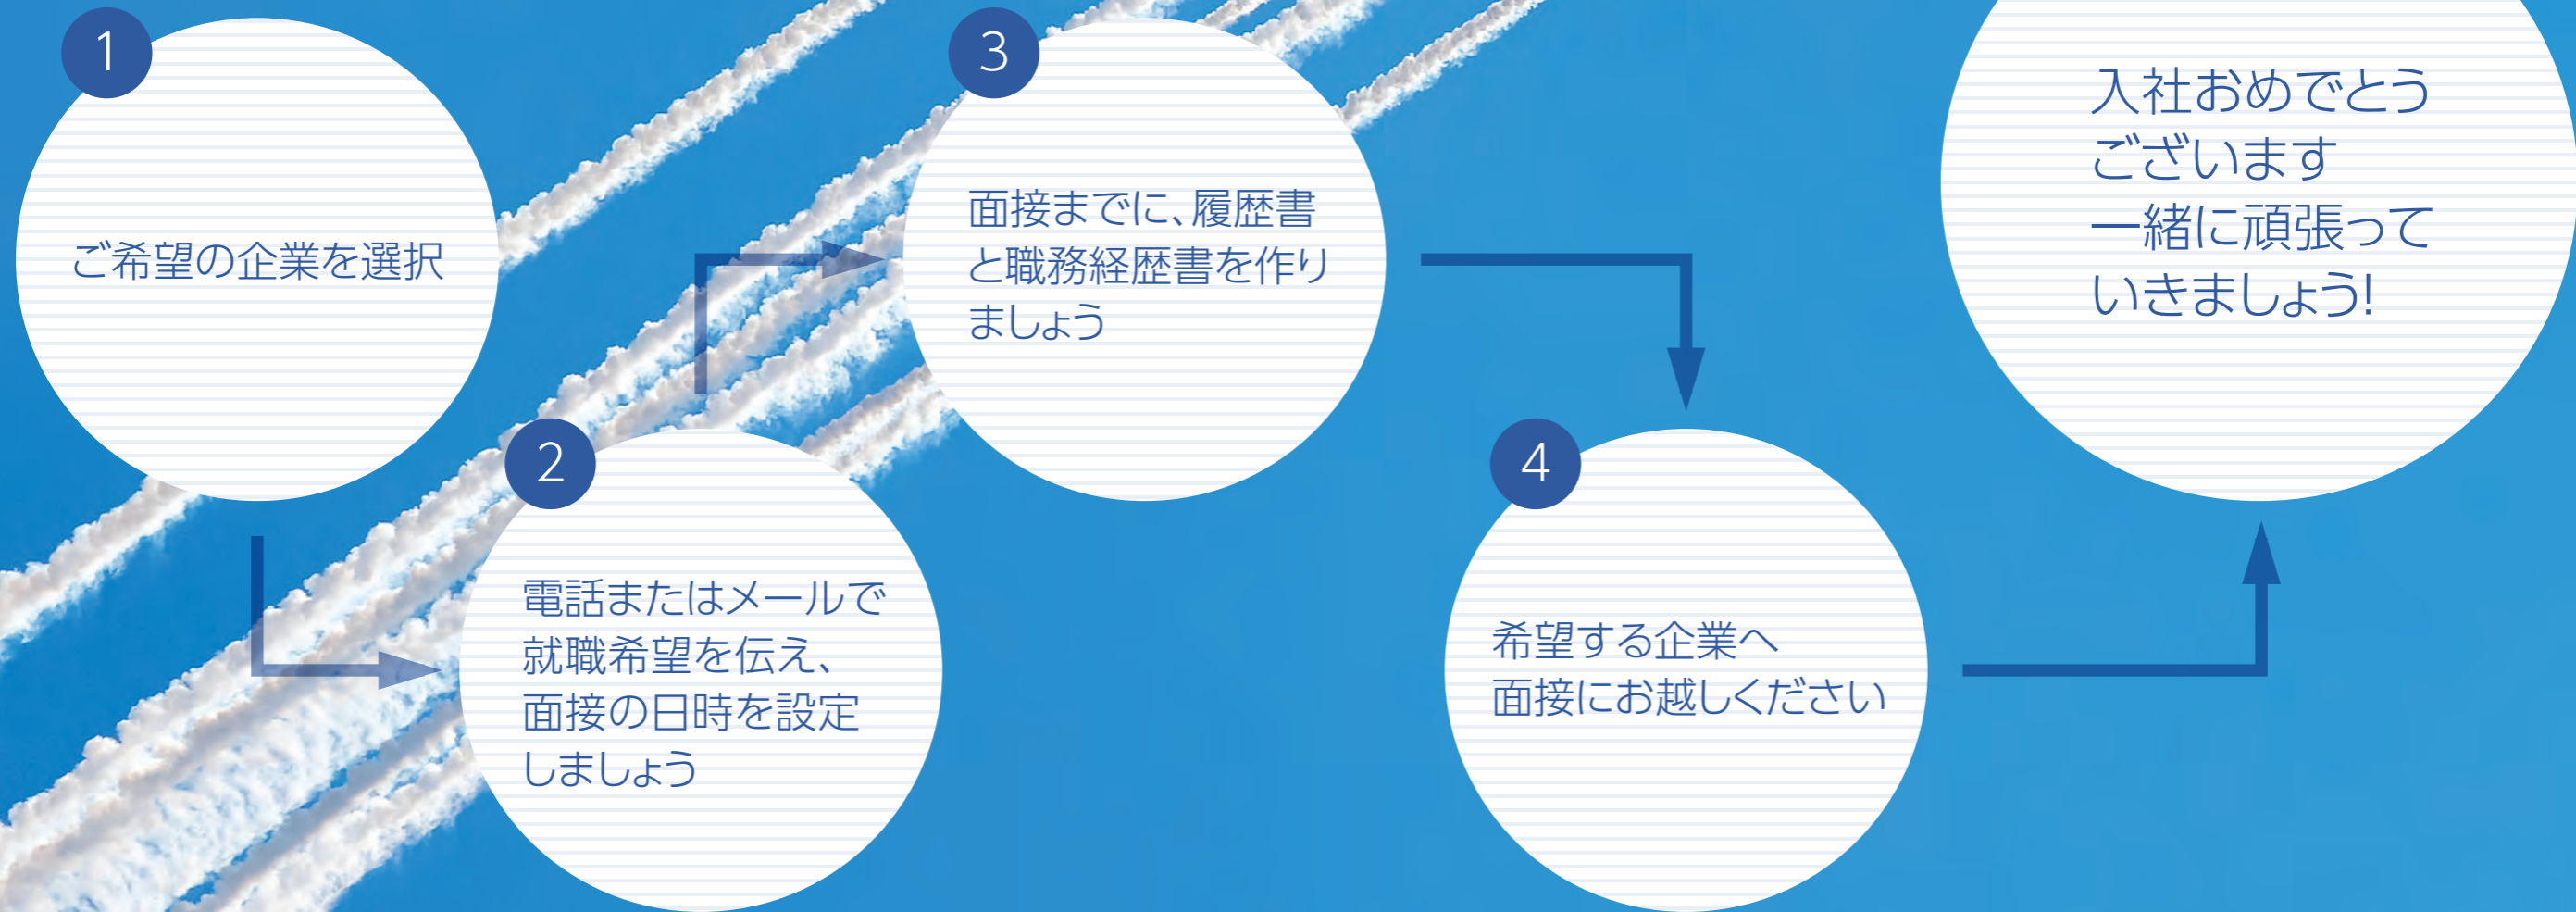 1
ご希望の企業を選択
2
電話またはメールで
就職希望を伝え、
面接の日時を設定
しましょう
3
面接までに、履歴書
と職務経歴書を作り
ましょう
4
希望する企業へ
面接にお越しください
入社おめでとう
ございます
一緒に頑張って
いきましょう!